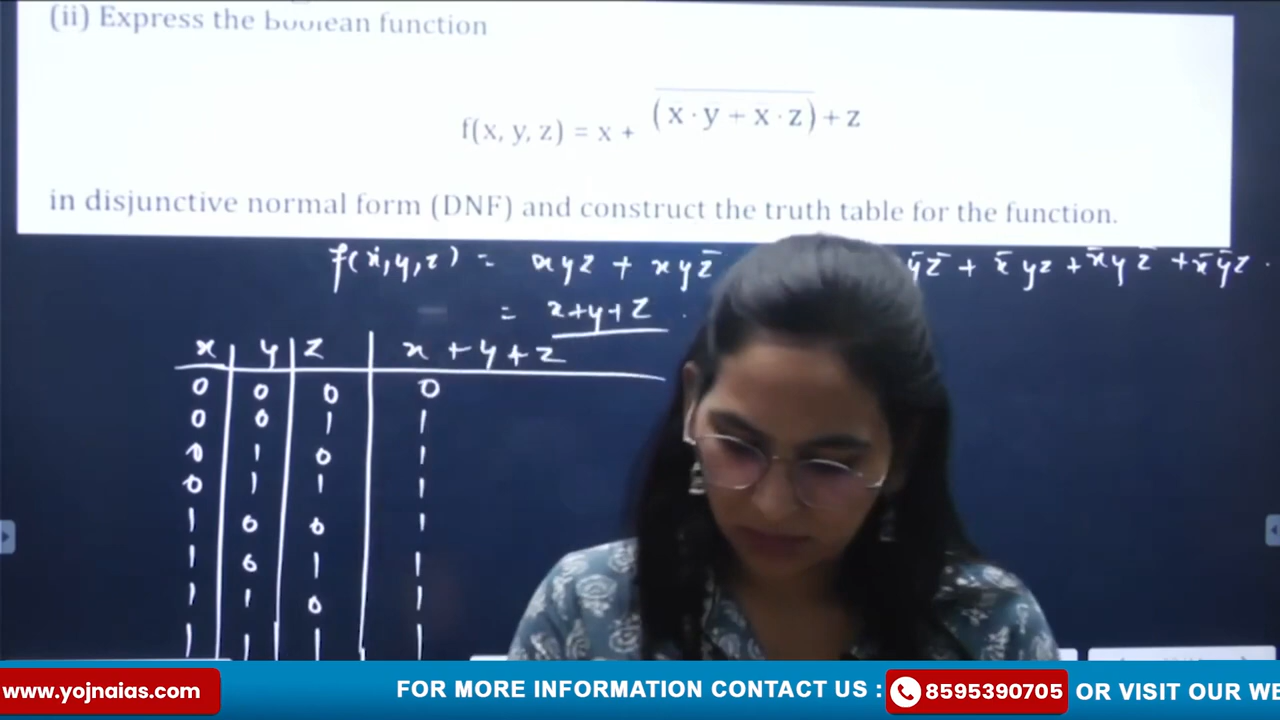 (ii) Express the boolean function
f(x, y, z) = x + \overline{(x̄ · y + x̄ · z)} + z
in disjunctive normal form (DNF) and construct the truth table for the function.
f(x,y,z) = xyz + xyz̄ ȳz̄ + x̄yz + x̄yz̄ + x̄ȳz.
= x+y+z.
x y z x+y+z
0 0 0 0
0 0 1 1
0 1 0 1
0 1 1 1
1 0 0 1
1 0 1 1
1 1 0 1
1 1 1 1
www.yojnaias.com FOR MORE INFORMATION CONTACT US : 8595390705 OR VISIT OUR WE